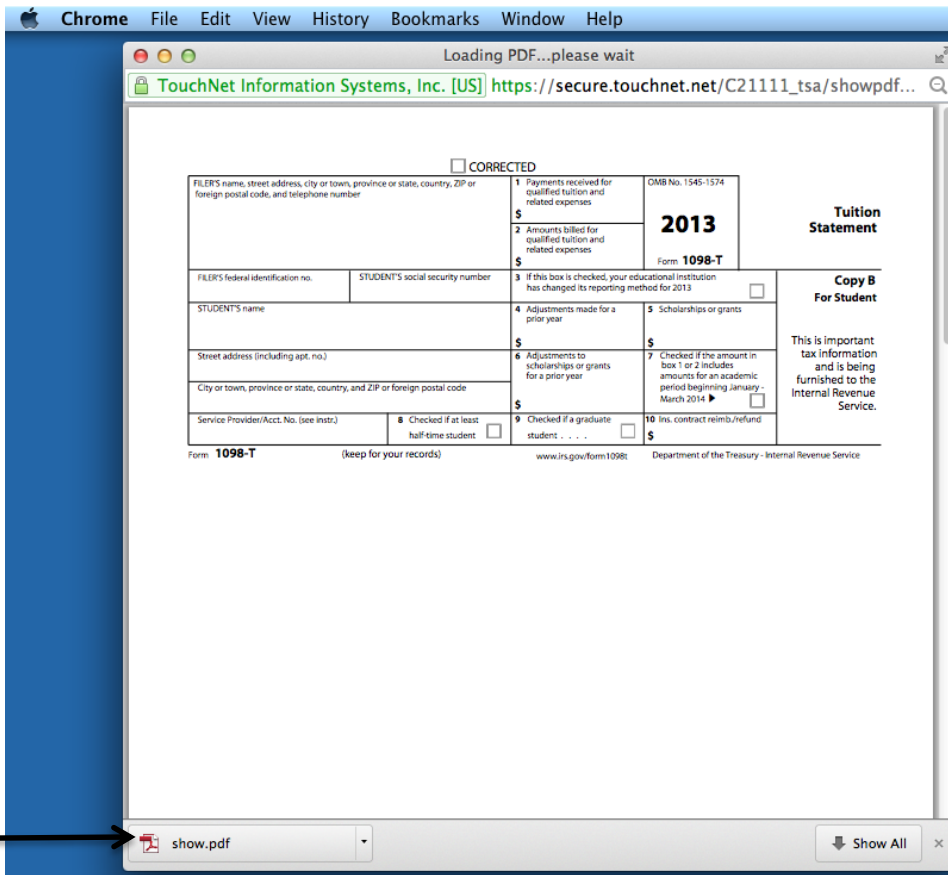 Chrome File Edit View History Bookmarks Window Help
Loading PDF...please wait
TouchNet Information Systems, Inc. [US] https://secure.touchnet.net/C21111_tsa/showpdf...
CORRECTED
FILER'S name, street address, city or town, province or state, country, ZIP or
foreign postal code, and telephone number
1 Payments received for
qualified tuition and
related expenses
$
2 Amounts billed for
qualified tuition and
related expenses
$
OMB No. 1545-1574
2013
Form 1098-T
Tuition
Statement
FILER'S federal identification no.
STUDENT'S social security number
3 If this box is checked, your educational institution
has changed its reporting method for 2013
Copy B
For Student
This is important
tax information
and is being
furnished to the
Internal Revenue
Service.
STUDENT'S name
4 Adjustments made for a
prior year
$
5 Scholarships or grants
$
Street address (including apt. no.)
6 Adjustments to
scholarships or grants
for a prior year
$
7 Checked if the amount in
box 1 or 2 includes
amounts for an academic
period beginning January -
March 2014 ▶
City or town, province or state, country, and ZIP or foreign postal code
Service Provider/Acct. No. (see instr.)
8 Checked if at least
half-time student
9 Checked if a graduate
student . . . .
10 Ins. contract reimb./refund
$
Form 1098-T (keep for your records) www.irs.gov/form1098t Department of the Treasury - Internal Revenue Service
show.pdf
Show All